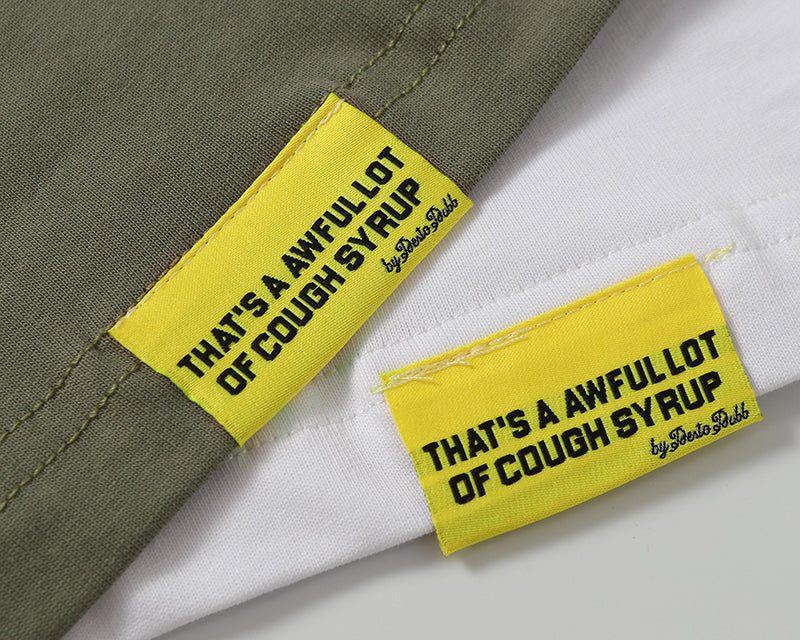 THAT'S A AWFUL LOT
OF COUGH SYRUP
by Desto Dubb
THAT'S A AWFUL LOT
OF COUGH SYRUP
by Desto Dubb